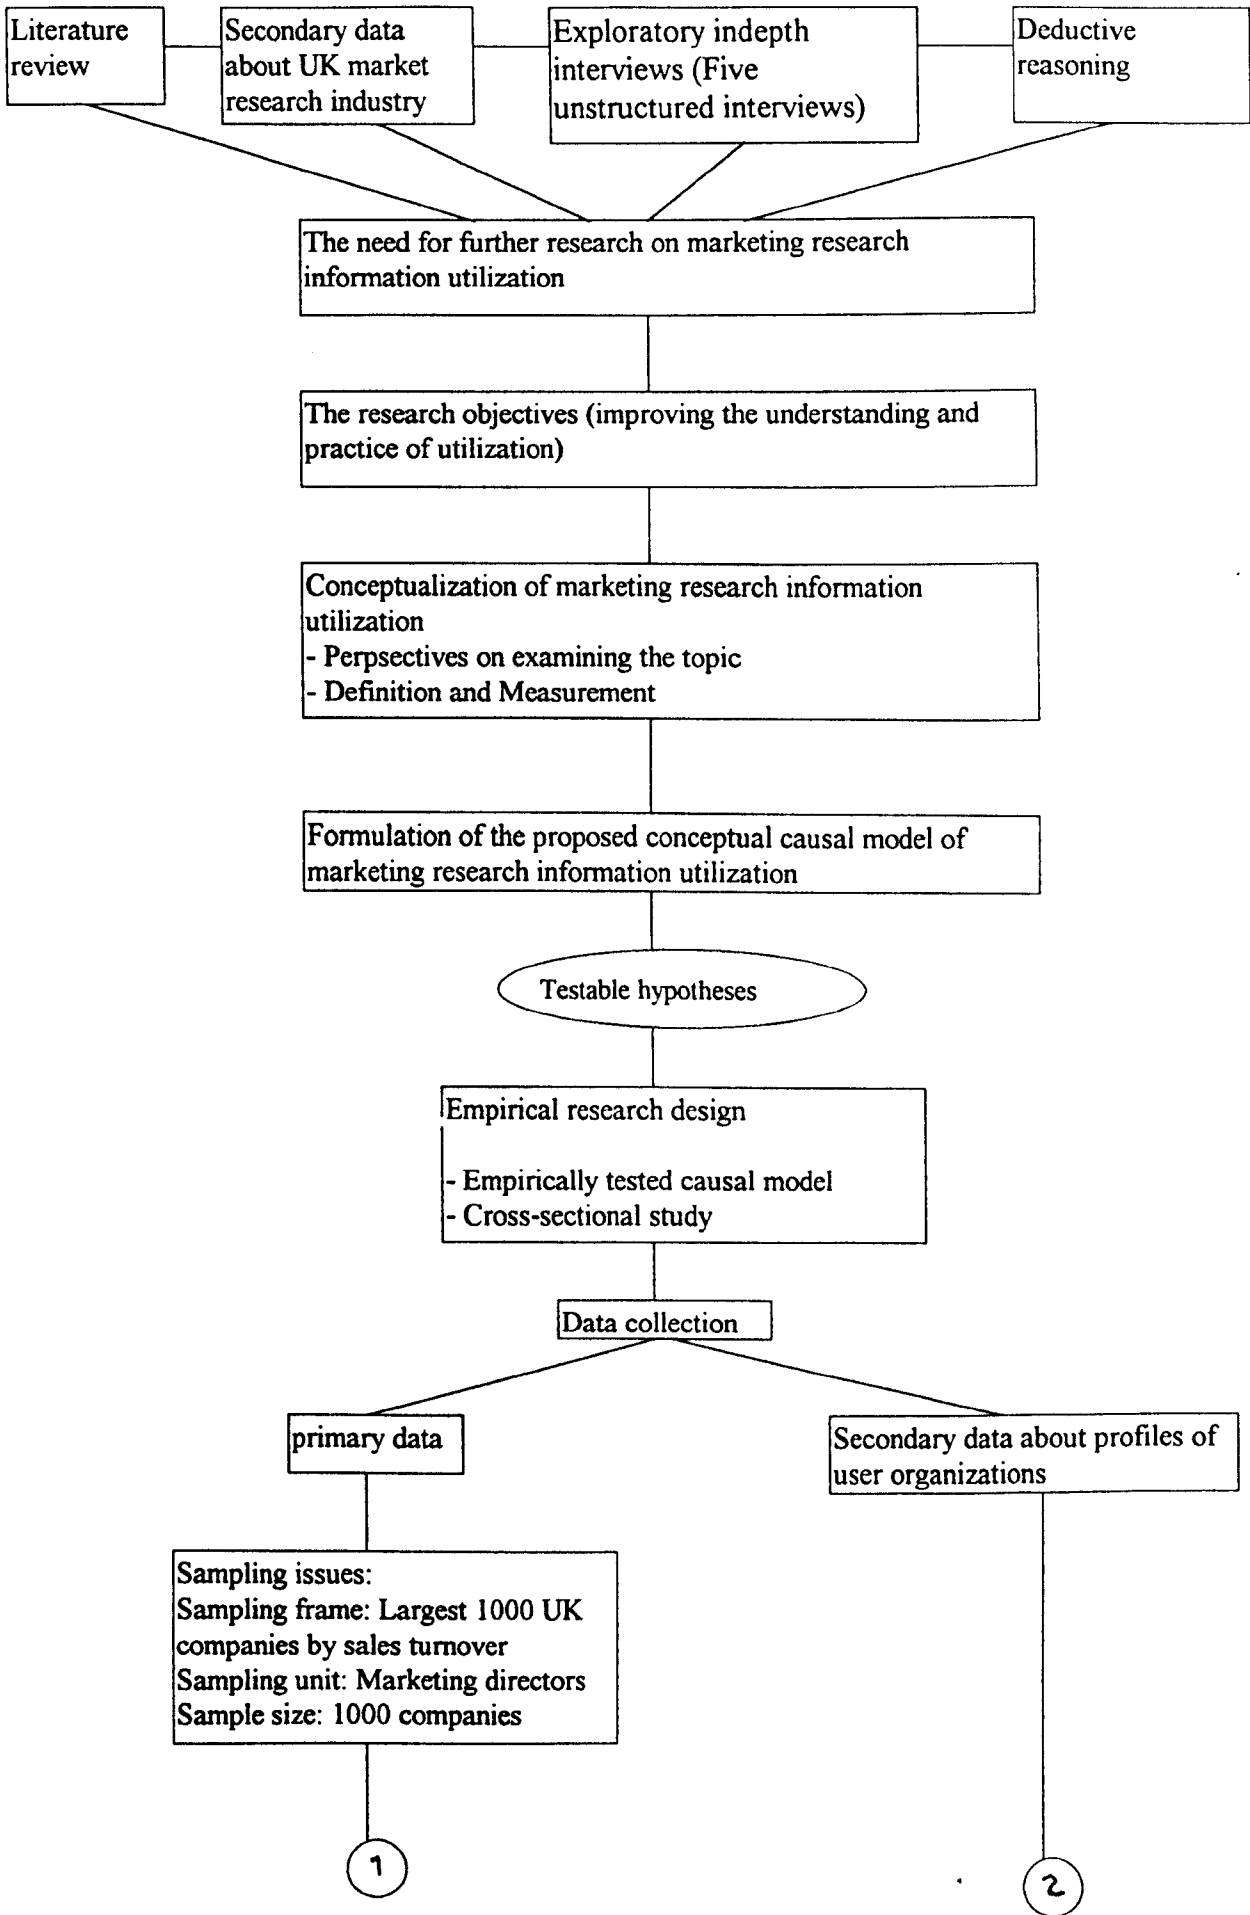 Literature
review
Secondary data
about UK market
research industry
Exploratory indepth
interviews (Five
unstructured interviews)
Deductive
reasoning
The need for further research on marketing research
information utilization
The research objectives (improving the understanding and
practice of utilization)
Conceptualization of marketing research information
utilization
- Perpsectives on examining the topic
- Definition and Measurement
Formulation of the proposed conceptual causal model of
marketing research information utilization
Testable hypotheses
Empirical research design
- Empirically tested causal model
- Cross-sectional study
Data collection
primary data
Secondary data about profiles of
user organizations
Sampling issues:
Sampling frame: Largest 1000 UK
companies by sales turnover
Sampling unit: Marketing directors
Sample size: 1000 companies
1
2